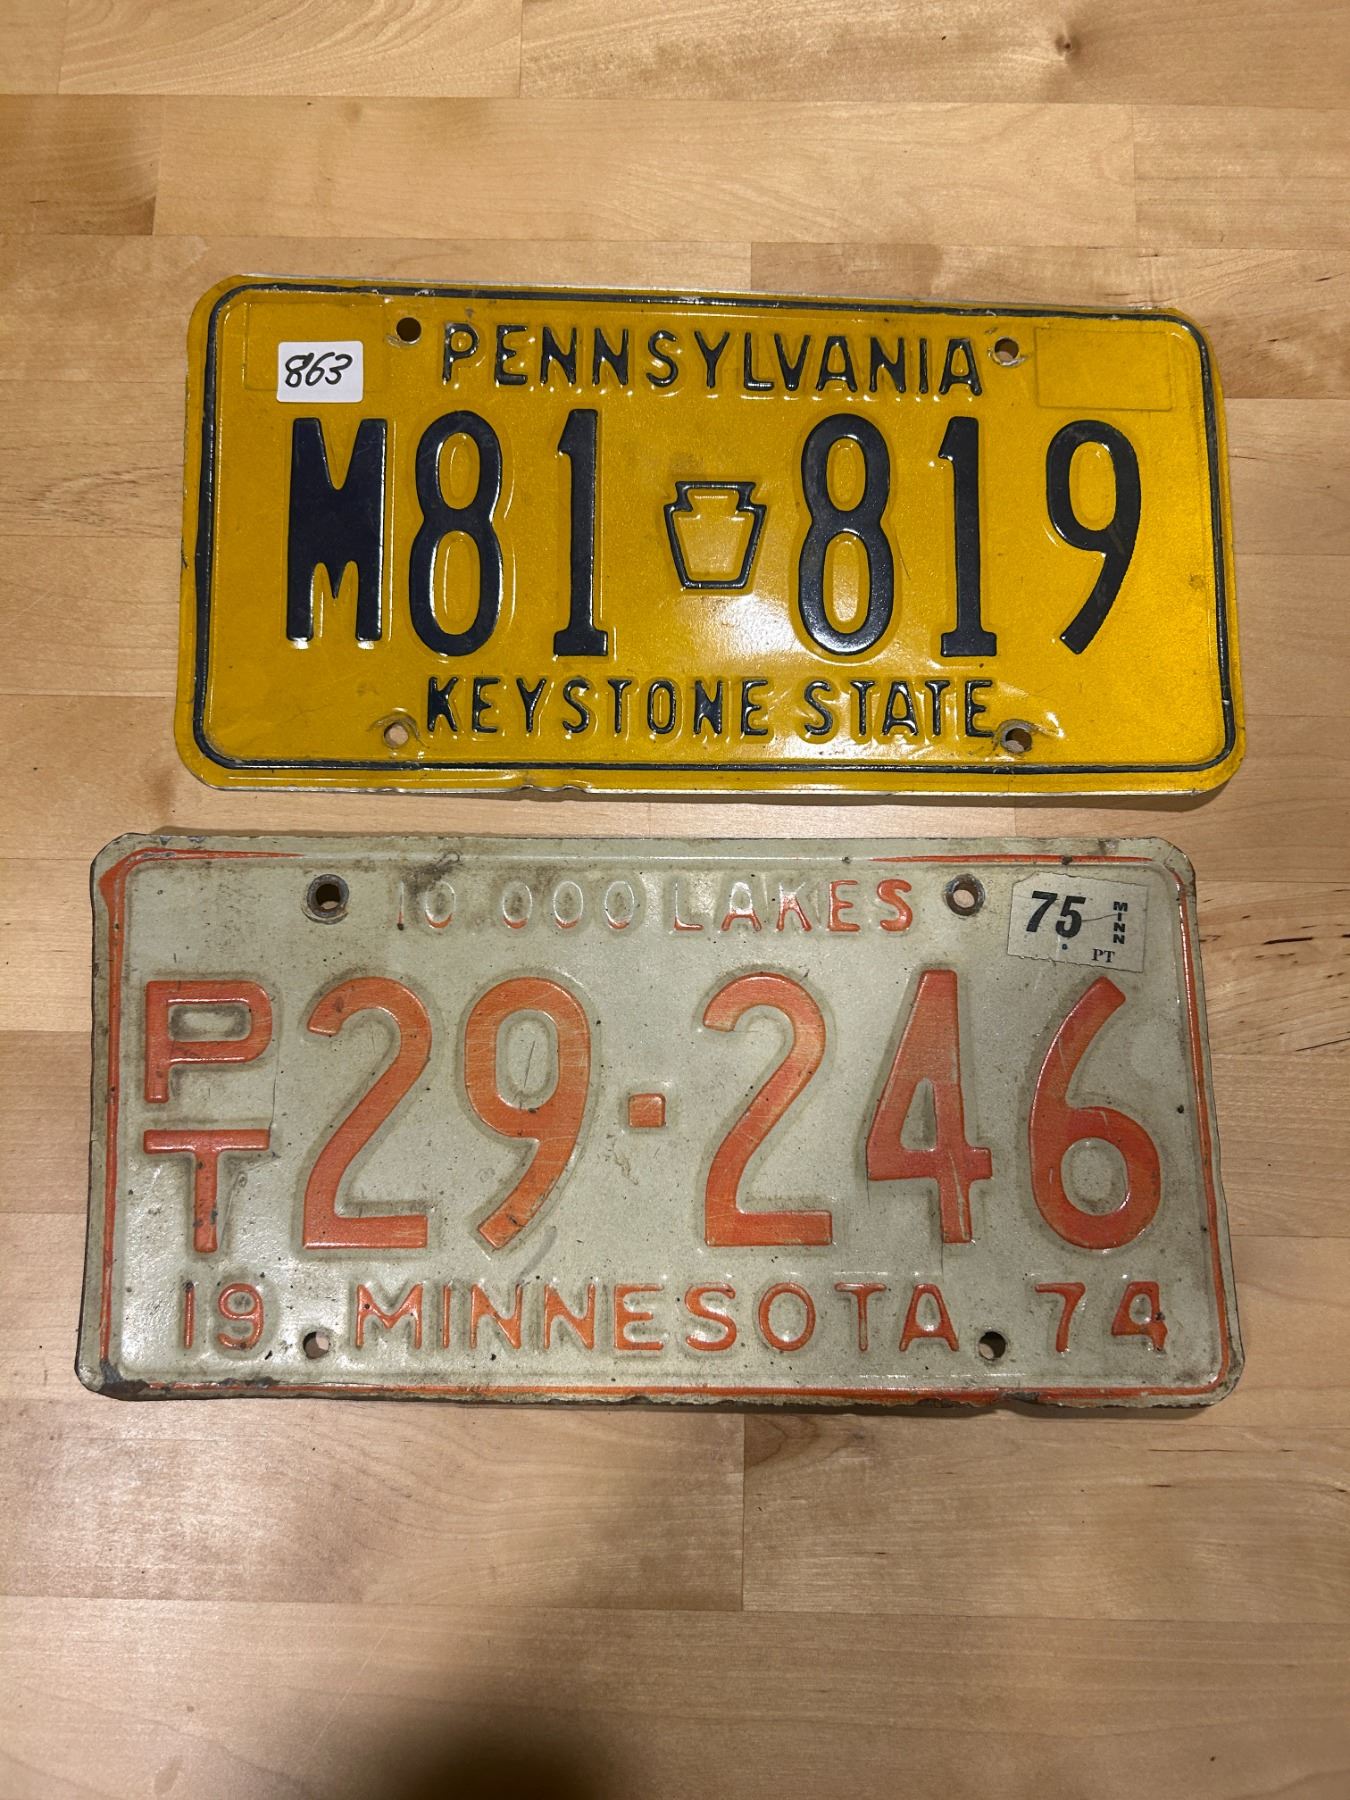 863
PENNSYLVANIA
M81 819
KEYSTONE STATE
10,000 LAKES
75 MINN
PT
PT 29·246
19 MINNESOTA 74